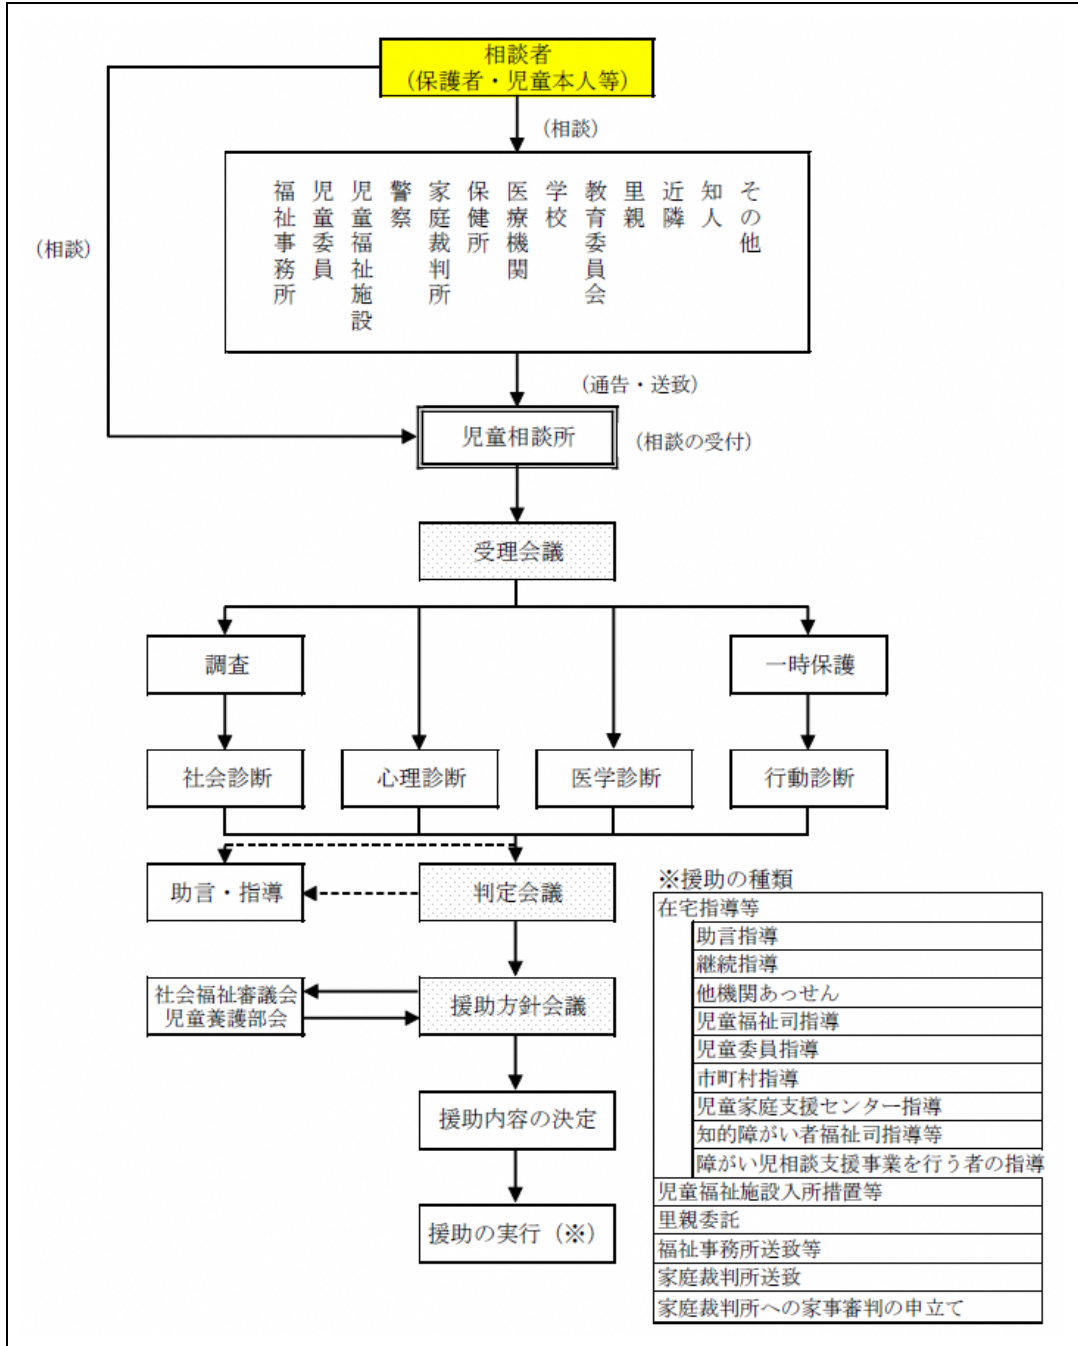 相談者
(保護者・児童本人等)
(相談)
福祉事務所
児童委員
児童福祉施設
警察
家庭裁判所
保健所
医療機関
学校
教育委員会
里親
近隣
知人
その他
(相談)
(通告・送致)
児童相談所
(相談の受付)
受理会議
調査
一時保護
社会診断
心理診断
医学診断
行動診断
助言・指導
判定会議
社会福祉審議会
児童養護部会
援助方針会議
援助内容の決定
援助の実行（※）
※援助の種類
在宅指導等
助言指導
継続指導
他機関あっせん
児童福祉司指導
児童委員指導
市町村指導
児童家庭支援センター指導
知的障がい者福祉司指導等
障がい児相談支援事業を行う者の指導
児童福祉施設入所措置等
里親委託
福祉事務所送致等
家庭裁判所送致
家庭裁判所への家事審判の申立て